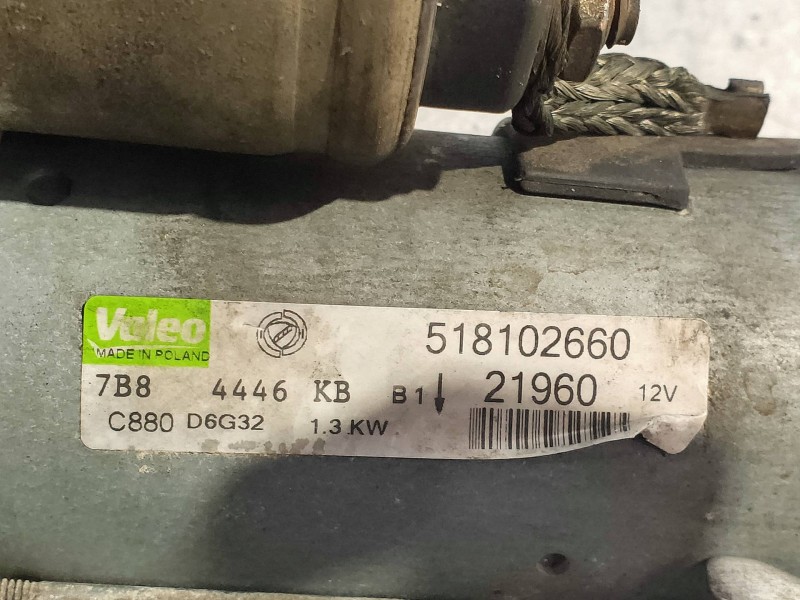 Valeo
MADE IN POLAND
518102660
7B8 4446 KB B1 21960 12V
C880 D6G32 1.3 KW